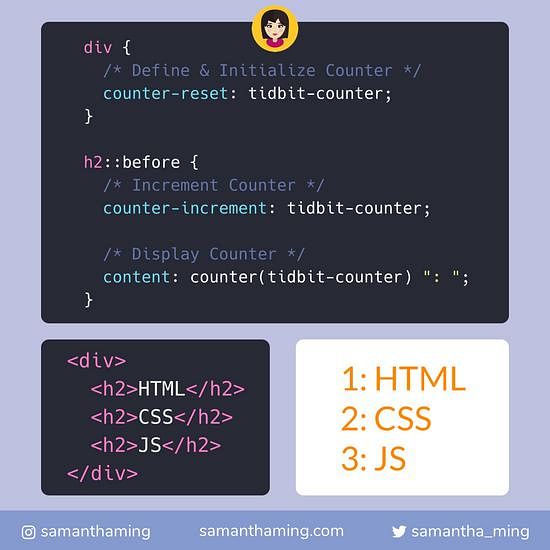 div {
  /* Define & Initialize Counter */
  counter-reset: tidbit-counter;
}

h2::before {
  /* Increment Counter */
  counter-increment: tidbit-counter;

  /* Display Counter */
  content: counter(tidbit-counter) ": ";
}
<div>
  <h2>HTML</h2>
  <h2>CSS</h2>
  <h2>JS</h2>
</div>
1: HTML
2: CSS
3: JS
samanthaming
samanthaming.com
samantha_ming